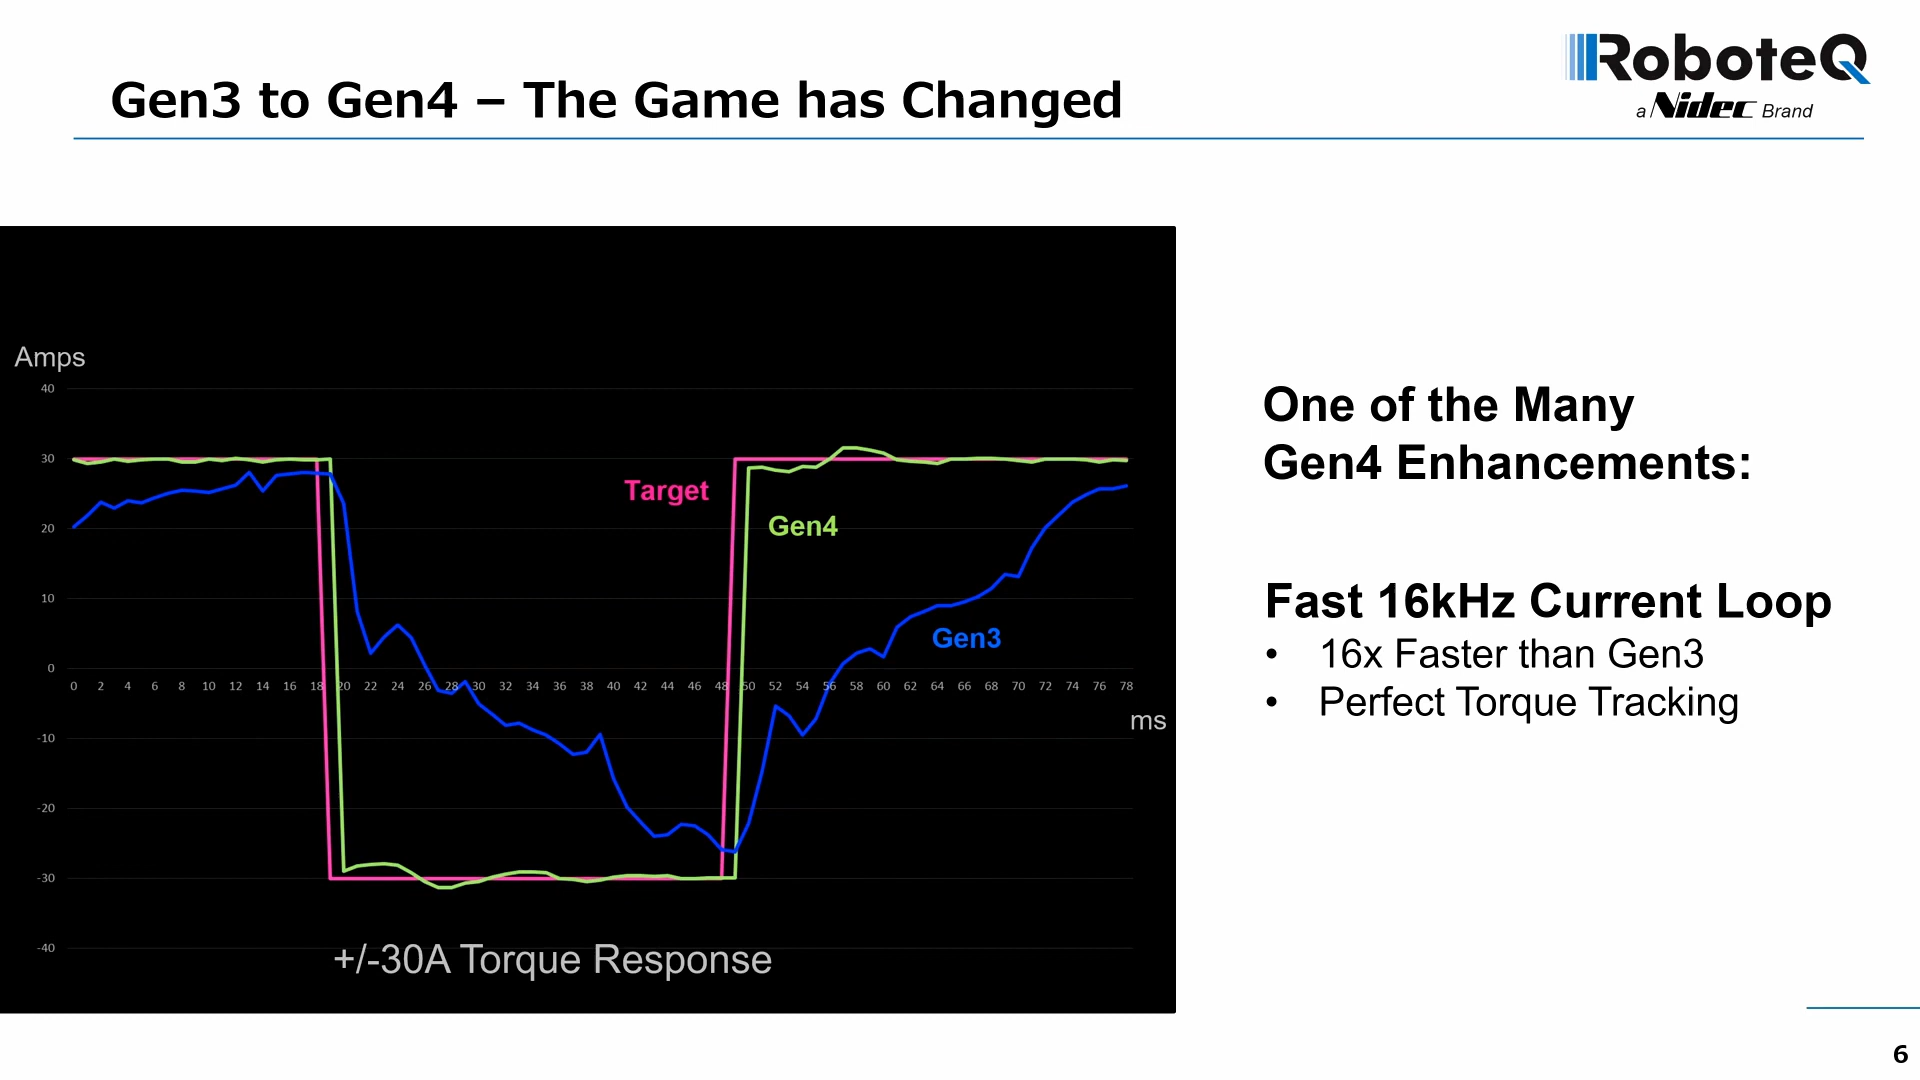 Gen3 to Gen4 – The Game has Changed
RoboteQ
a Nidec Brand
Amps
40
30
20
10
0
-10
-20
-30
-40
0 2 4 6 8 10 12 14 16 18 20 22 24 26 28 30 32 34 36 38 40 42 44 46 48 50 52 54 56 58 60 62 64 66 68 70 72 74 76 78
ms
Target
Gen4
Gen3
+/-30A Torque Response
One of the Many
Gen4 Enhancements:
Fast 16kHz Current Loop
• 16x Faster than Gen3
• Perfect Torque Tracking
6